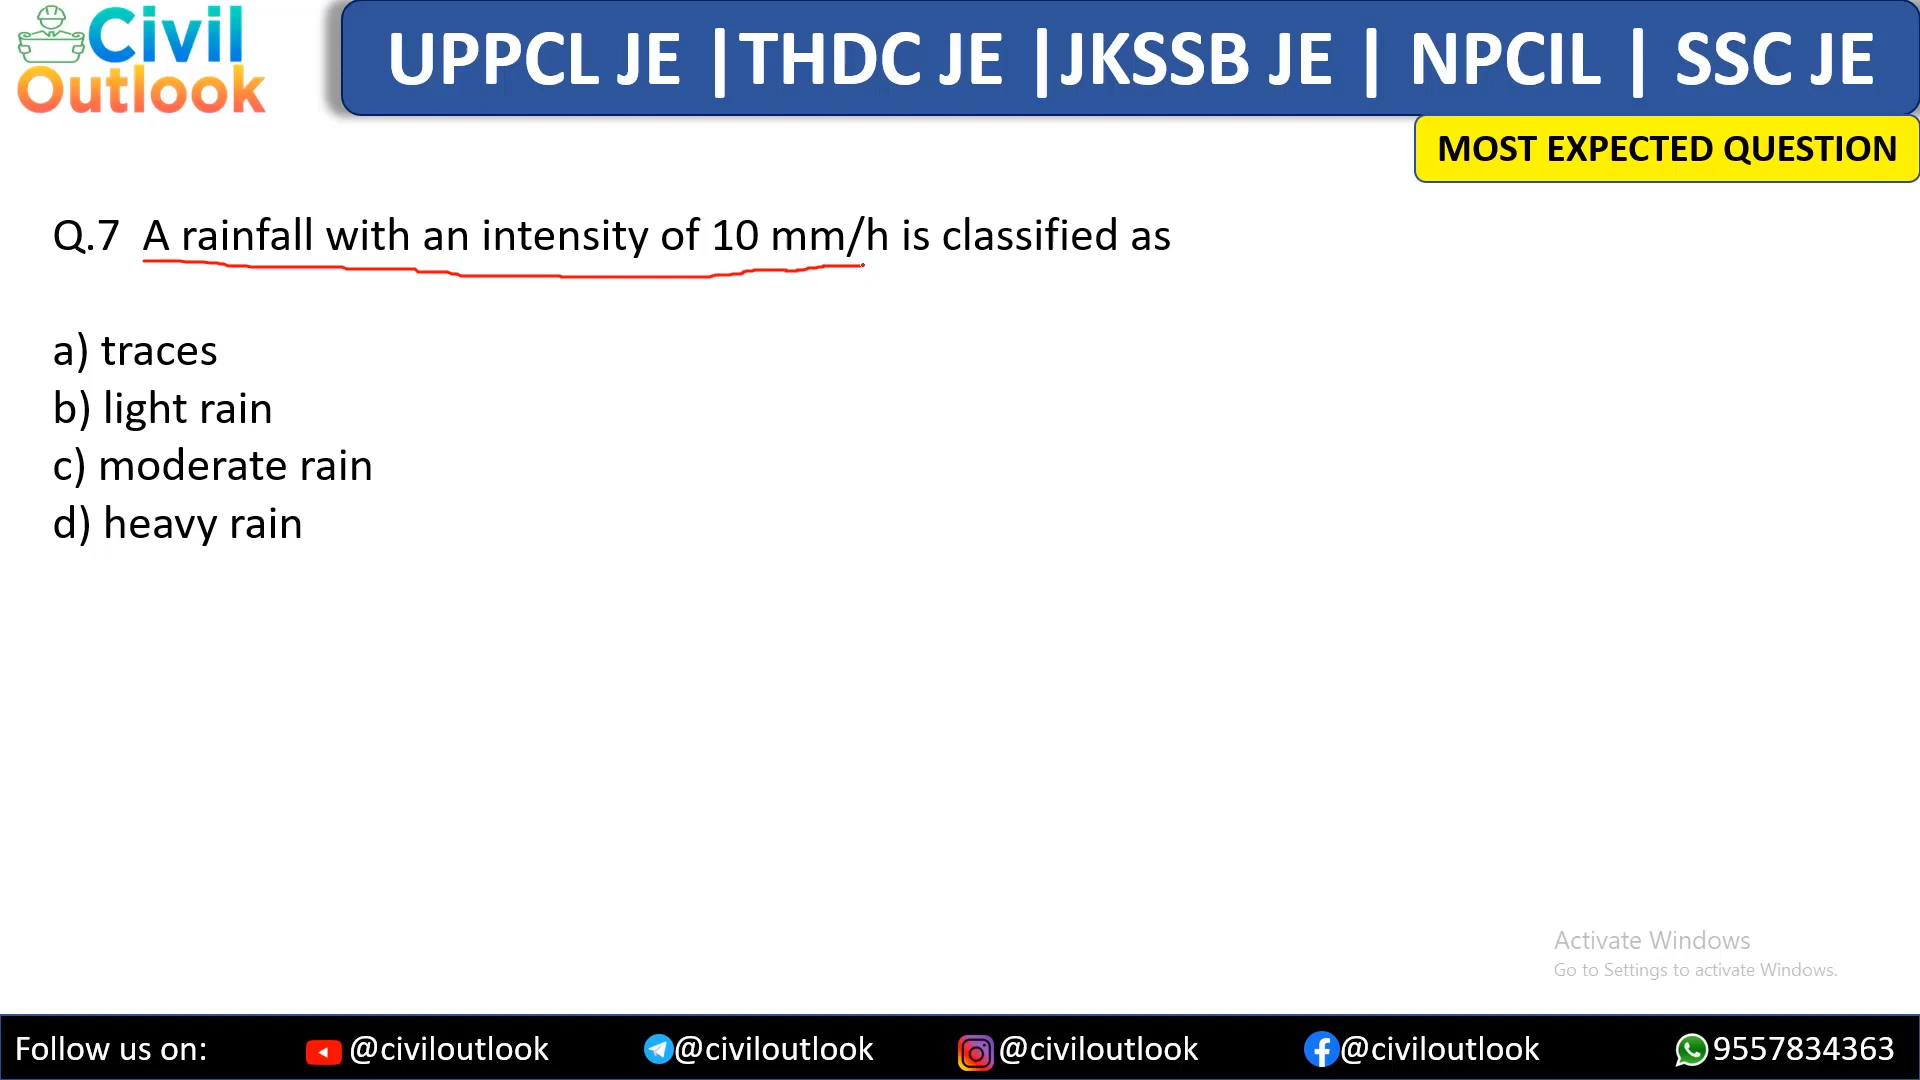 Civil
Outlook
UPPCL JE | THDC JE | JKSSB JE | NPCIL | SSC JE
MOST EXPECTED QUESTION
Q.7 A rainfall with an intensity of 10 mm/h is classified as
a) traces
b) light rain
c) moderate rain
d) heavy rain
Activate Windows
Go to Settings to activate Windows.
Follow us on: @civiloutlook @civiloutlook @civiloutlook @civiloutlook 9557834363